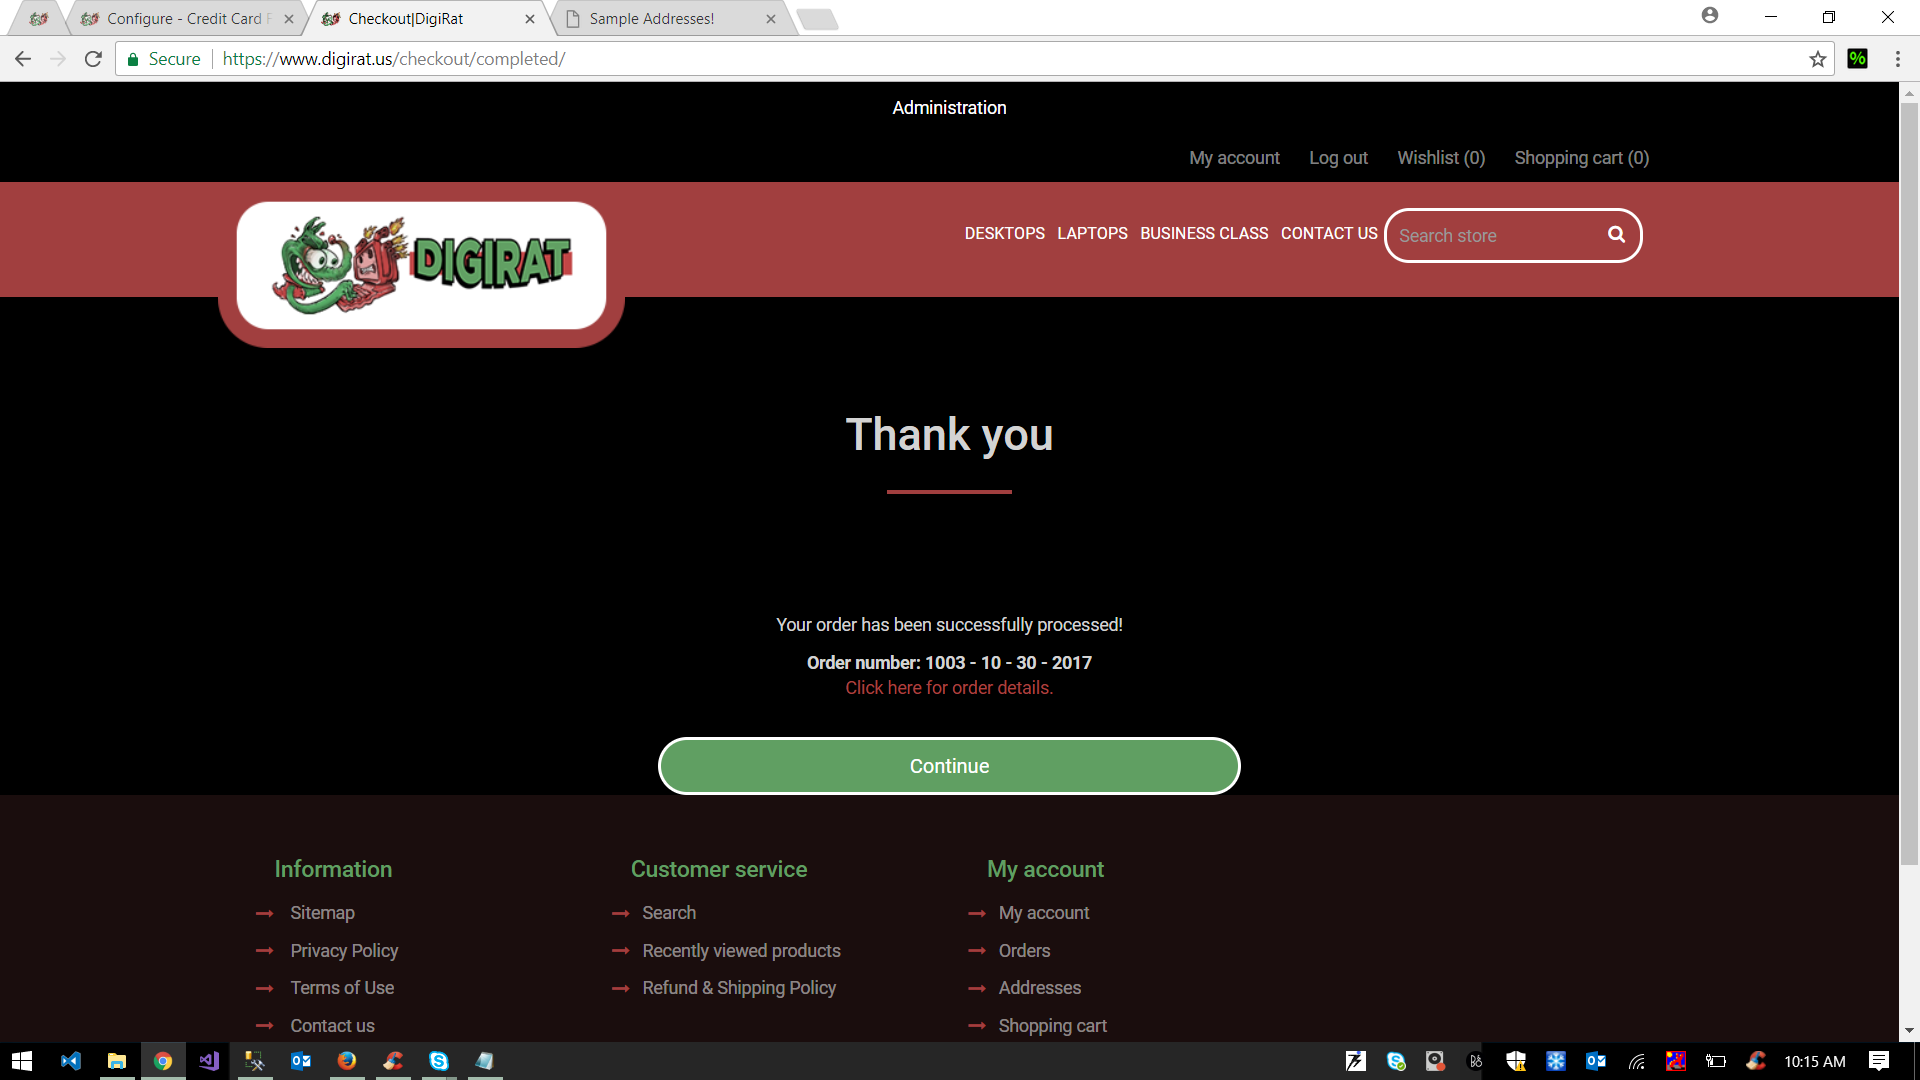 Configure - Credit Card F
Checkout|DigiRat
Sample Addresses!
Secure
https://www.digirat.us/checkout/completed/
%
Administration
My account
Log out
Wishlist (0)
Shopping cart (0)
DIGIRAT
DESKTOPS
LAPTOPS
BUSINESS CLASS
CONTACT US
Search store
Thank you
Your order has been successfully processed!
Order number: 1003 - 10 - 30 - 2017
Click here for order details.
Continue
Information
Sitemap
Privacy Policy
Terms of Use
Contact us
Customer service
Search
Recently viewed products
Refund & Shipping Policy
My account
My account
Orders
Addresses
Shopping cart
10:15 AM